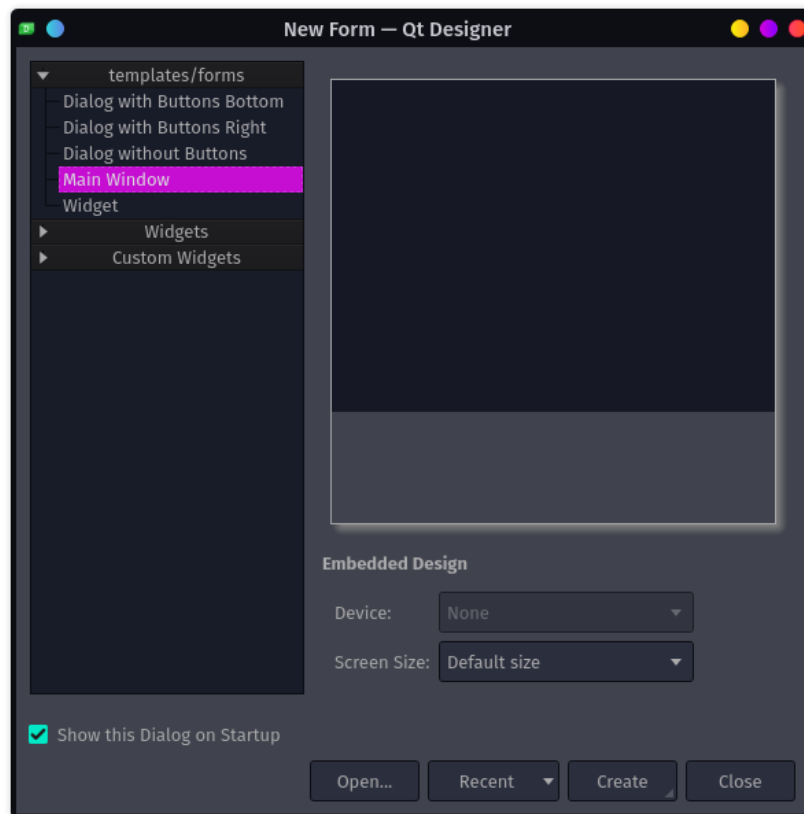 New Form — Qt Designer
templates/forms
Dialog with Buttons Bottom
Dialog with Buttons Right
Dialog without Buttons
Main Window
Widget
Widgets
Custom Widgets
Embedded Design
Device: None
Screen Size: Default size
Show this Dialog on Startup
Open... Recent Create Close